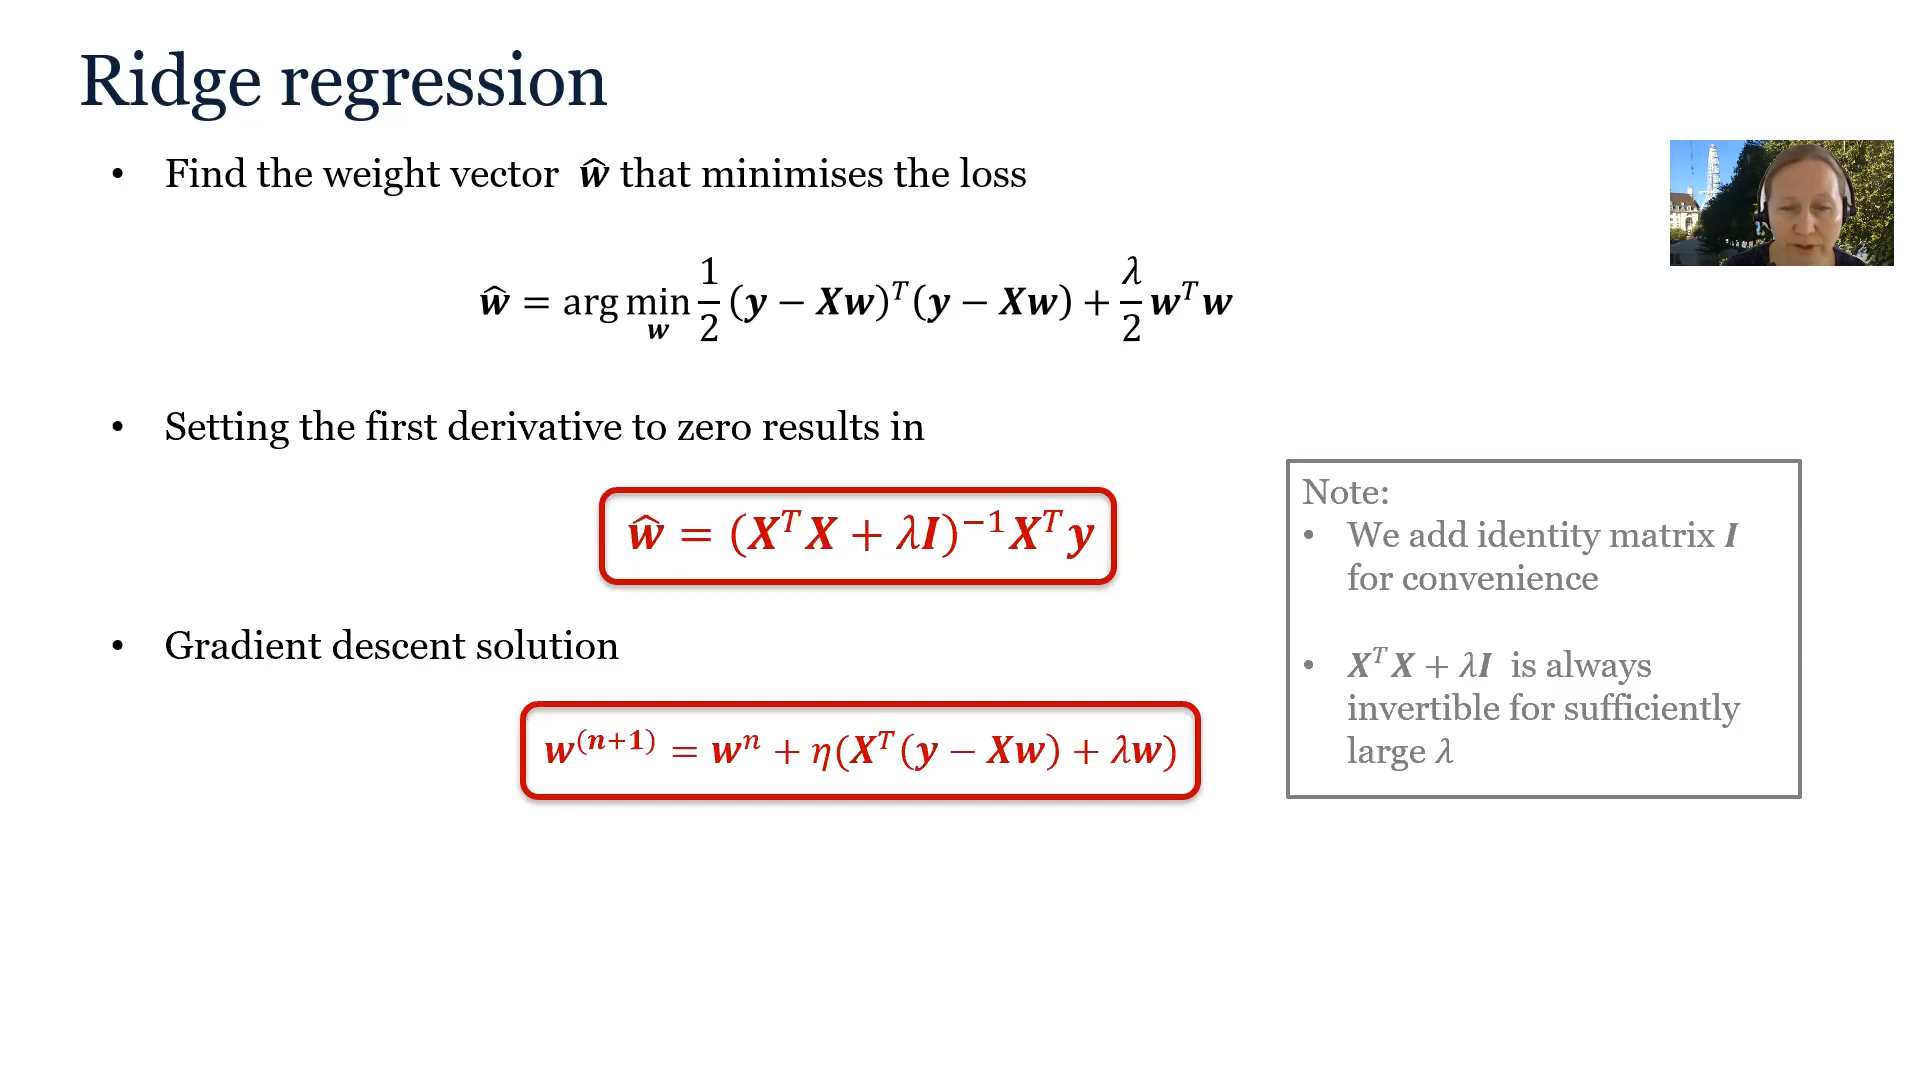 Ridge regression
• Find the weight vector ŵ that minimises the loss
ŵ = arg min_w 1/2 (y − Xw)^T (y − Xw) + λ/2 w^T w
• Setting the first derivative to zero results in
ŵ = (X^T X + λI)^−1 X^T y
• Gradient descent solution
w^(n+1) = w^n + η(X^T (y − Xw) + λw)
Note:
• We add identity matrix I
for convenience
• X^T X + λI is always
invertible for sufficiently
large λ